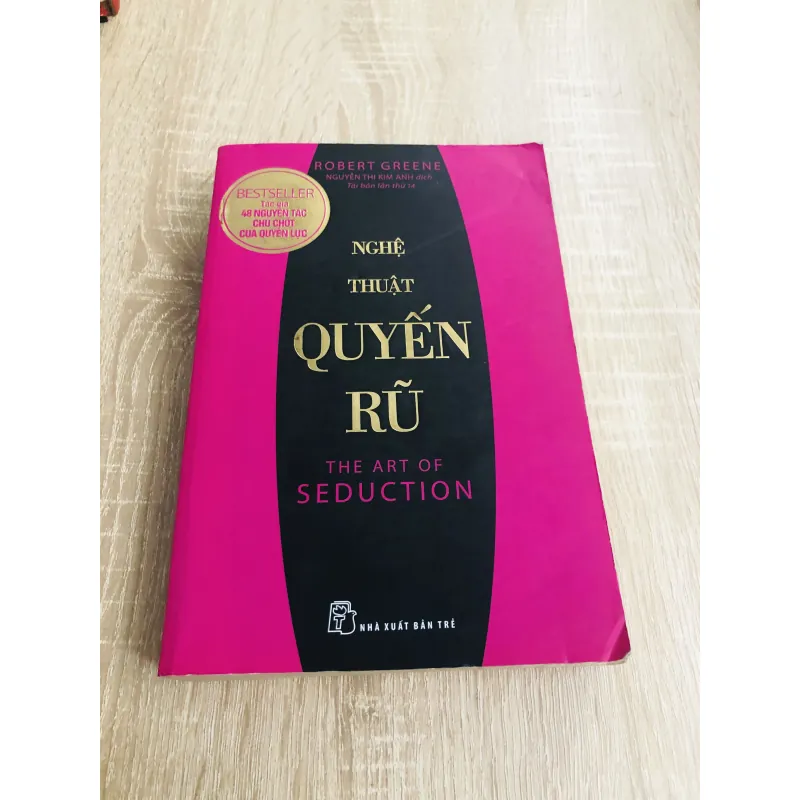 ROBERT GREENE
NGUYỄN THỊ KIM ANH dịch
Tái bản lần thứ 14
BESTSELLER
Tác giả
48 NGUYÊN TẮC
CHỦ CHỐT
CỦA QUYỀN LỰC
NGHỆ
THUẬT
QUYẾN
RŨ
THE ART OF
SEDUCTION
T
NHÀ XUẤT BẢN TRẺ